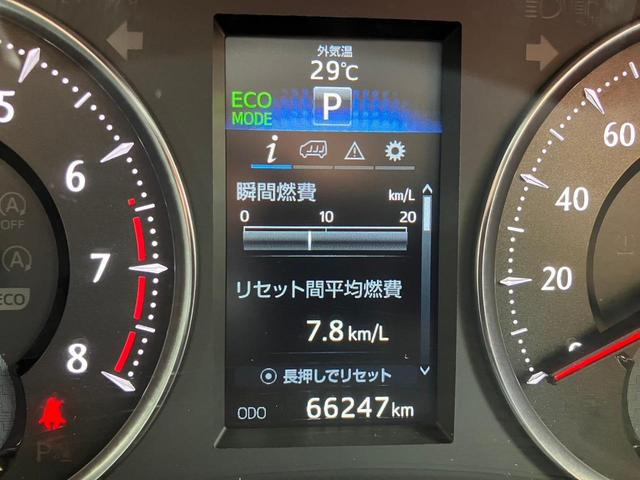 外気温
29℃
ECO
MODE
P
i
瞬間燃費 km/L
0 10 20
リセット間平均燃費
7.8 km/L
長押しでリセット
ODO 66247 km
5
6
7
8
A
OFF
A
ECO
P
60
40
20